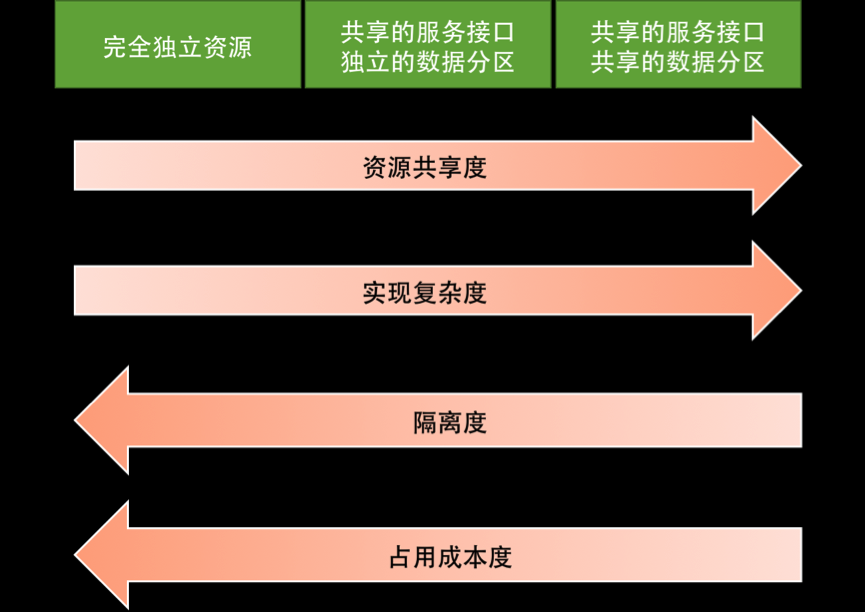 完全独立资源
共享的服务接口
独立的数据分区
共享的服务接口
共享的数据分区
资源共享度
实现复杂度
隔离度
占用成本度